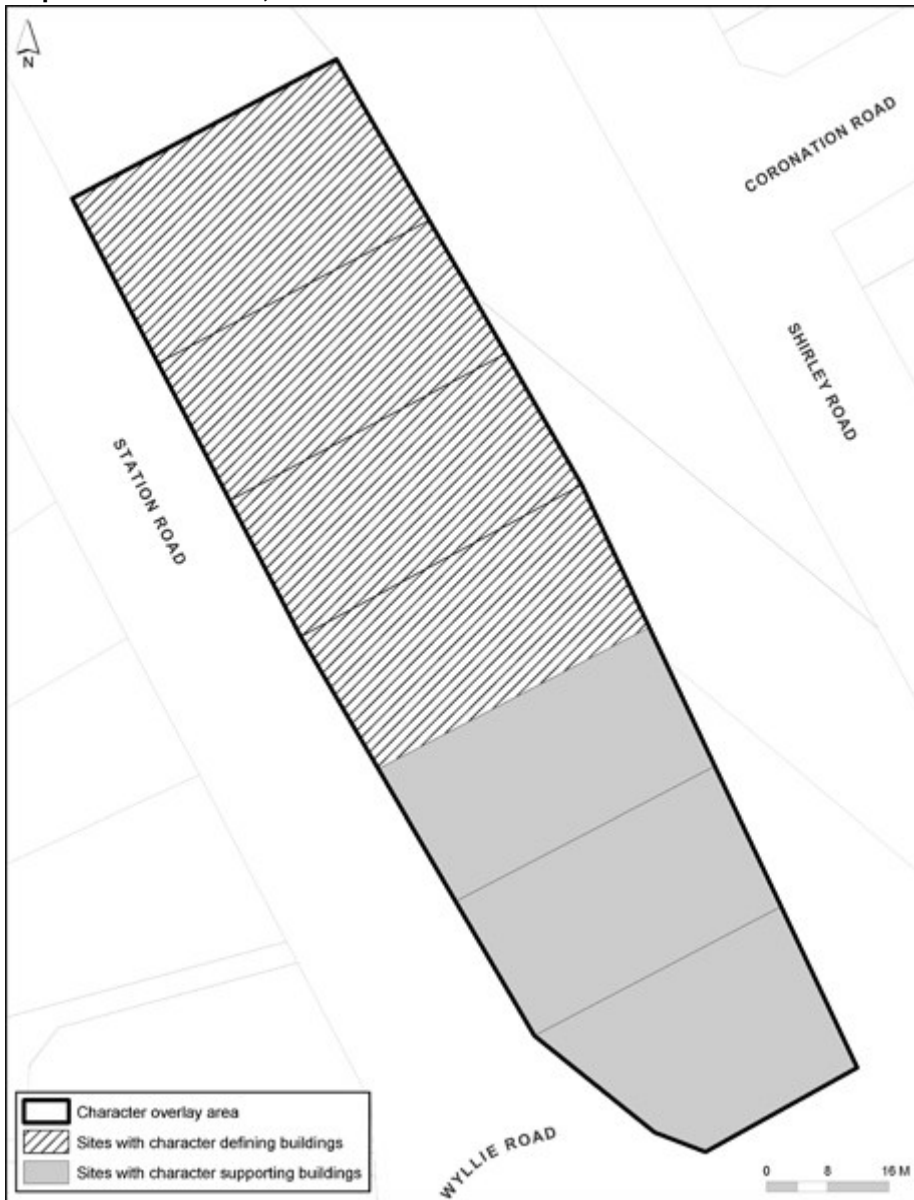 N
CORONATION ROAD
SHIRLEY ROAD
STATION ROAD
WYLLIE ROAD
Character overlay area
Sites with character defining buildings
Sites with character supporting buildings
0 8 16 M